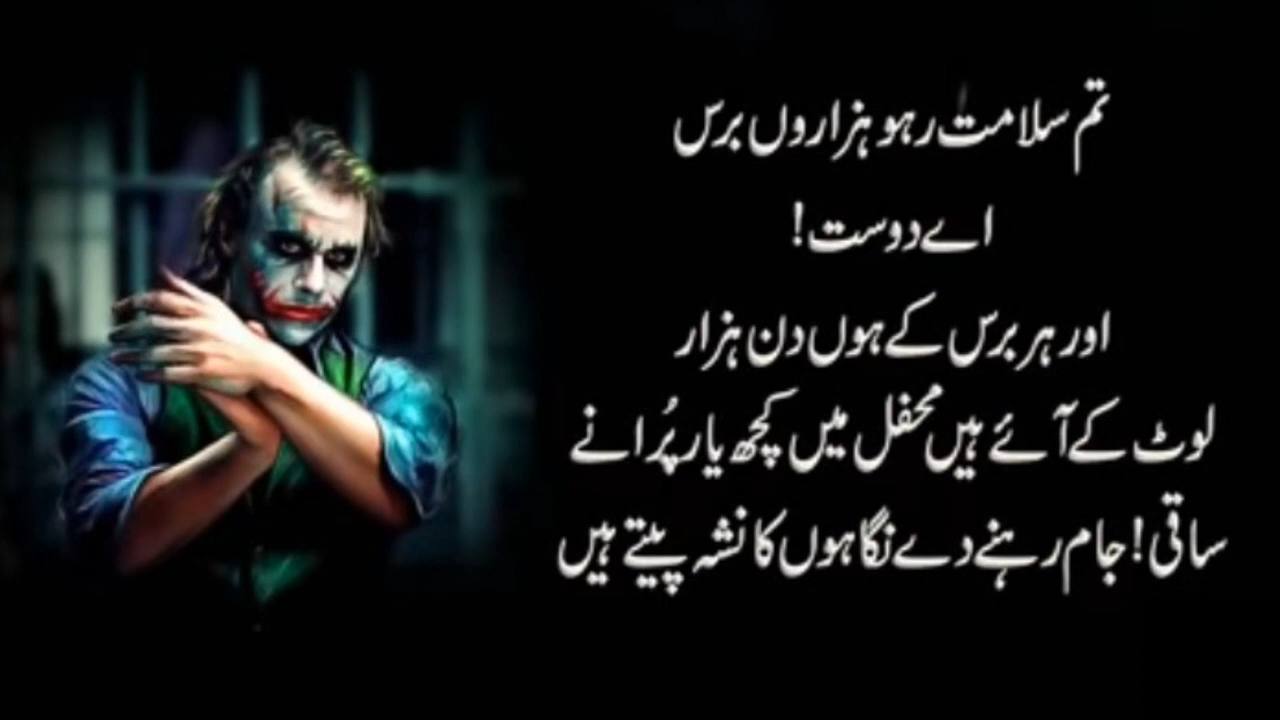 تم سلامت رہو ہزاروں برس
اے دوست!
اور ہر برس کے ہوں دن ہزار
لوٹ کے آئے ہیں محفل میں کچھ یار پُرانے
ساقی! جام رہنے دے نگاہوں کا نشہ پیتے ہیں